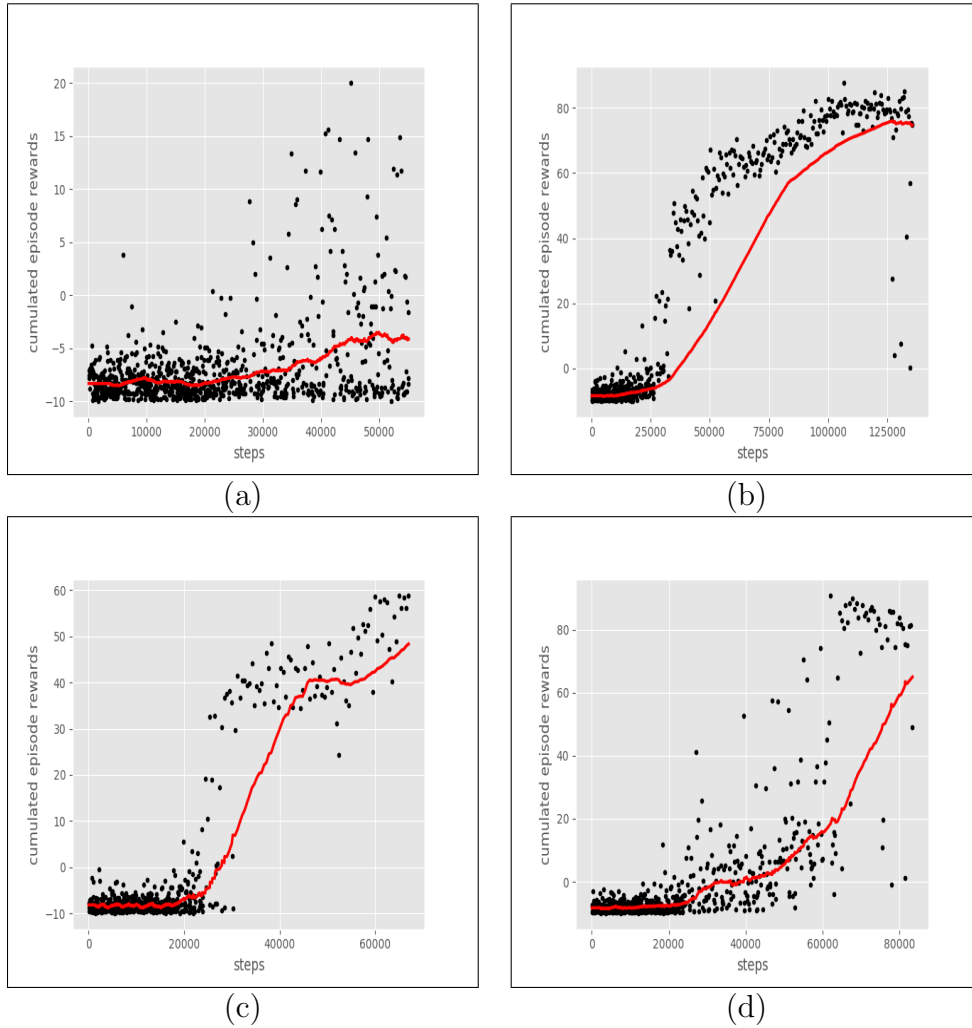 cumulated episode rewards
20
15
10
5
0
−5
−10
0 10000 20000 30000 40000 50000
steps
(a)
cumulated episode rewards
80
60
40
20
0
0 25000 50000 75000 100000 125000
steps
(b)
cumulated episode rewards
60
50
40
30
20
10
0
−10
0 20000 40000 60000
steps
(c)
cumulated episode rewards
80
60
40
20
0
0 20000 40000 60000 80000
steps
(d)